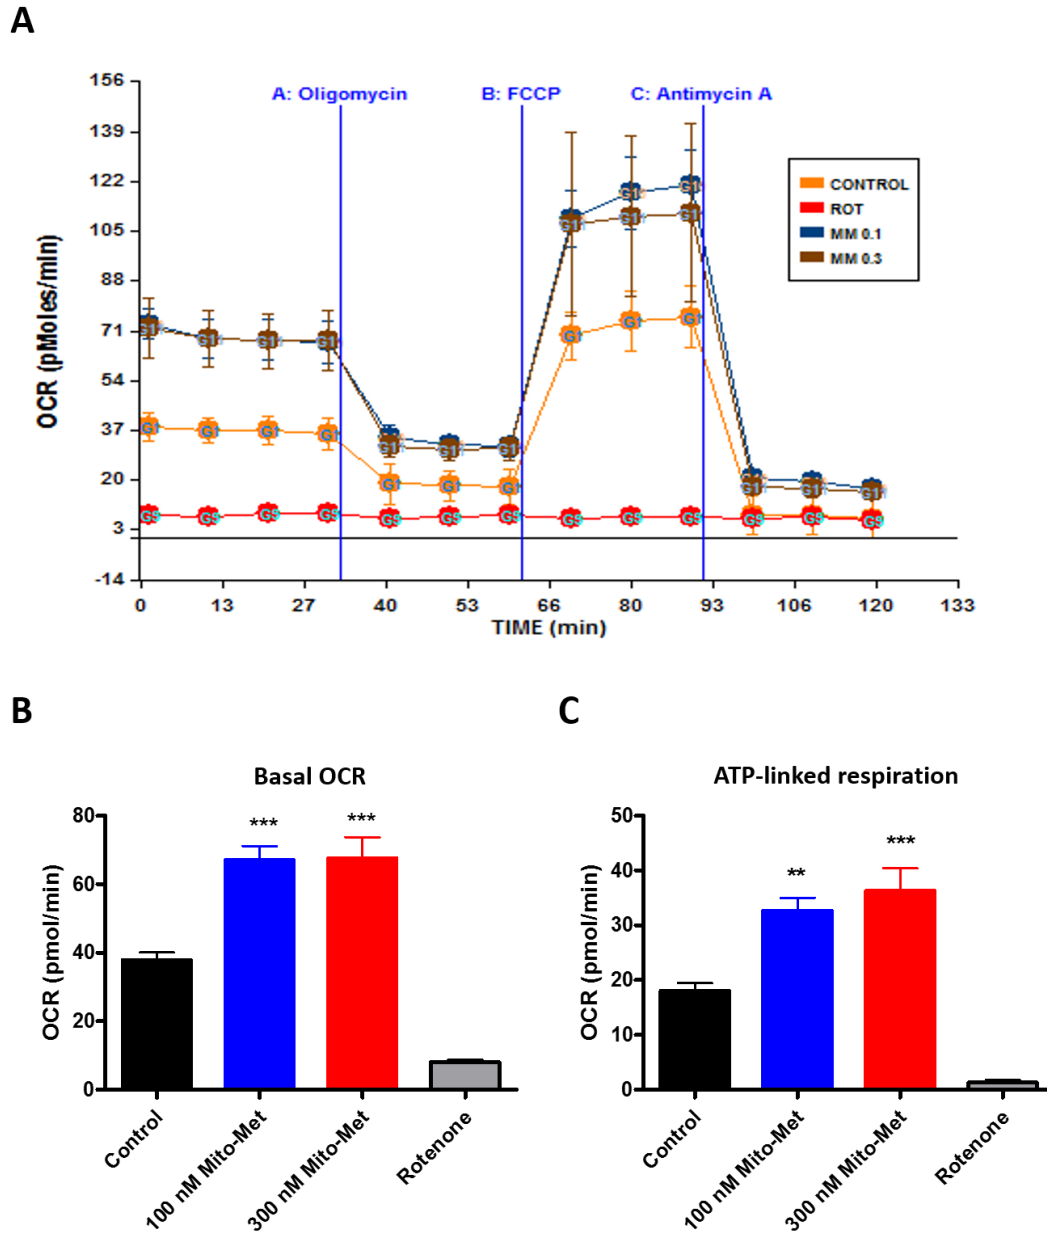 A
A: Oligomycin B: FCCP C: Antimycin A
156
139
122
105
88
71
54
37
20
3
-14
OCR (pMoles/min)
CONTROL
ROT
MM 0.1
MM 0.3
0 13 27 40 53 66 80 93 106 120 133
TIME (min)
B
Basal OCR
80
60
40
20
0
OCR (pmol/min)
*** ***
Control
100 nM Mito-Met
300 nM Mito-Met
Rotenone
C
ATP-linked respiration
50
40
30
20
10
0
OCR (pmol/min)
** ***
Control
100 nM Mito-Met
300 nM Mito-Met
Rotenone